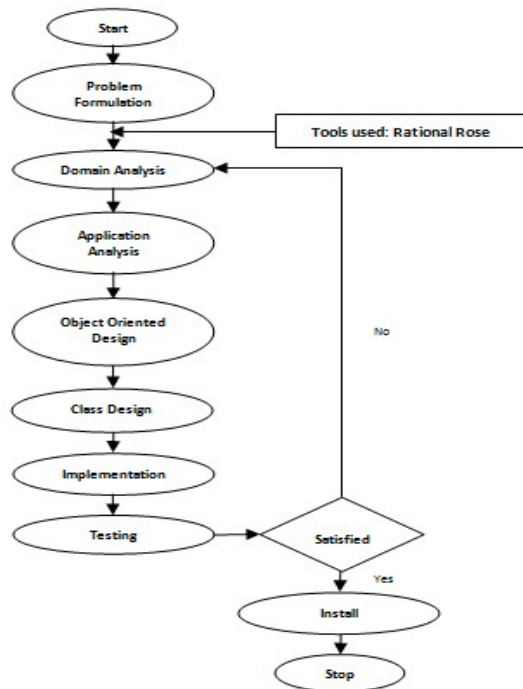 Start
Problem
Formulation
Tools used: Rational Rose
Domain Analysis
Application
Analysis
Object Oriented
Design
No
Class Design
Implementation
Testing
Satisfied
Yes
Install
Stop